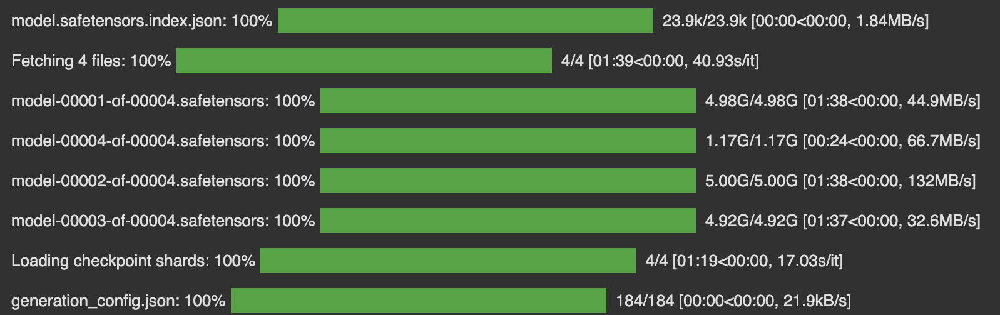 model.safetensors.index.json: 100% 23.9k/23.9k [00:00<00:00, 1.84MB/s]
Fetching 4 files: 100% 4/4 [01:39<00:00, 40.93s/it]
model-00001-of-00004.safetensors: 100% 4.98G/4.98G [01:38<00:00, 44.9MB/s]
model-00004-of-00004.safetensors: 100% 1.17G/1.17G [00:24<00:00, 66.7MB/s]
model-00002-of-00004.safetensors: 100% 5.00G/5.00G [01:38<00:00, 132MB/s]
model-00003-of-00004.safetensors: 100% 4.92G/4.92G [01:37<00:00, 32.6MB/s]
Loading checkpoint shards: 100% 4/4 [01:19<00:00, 17.03s/it]
generation_config.json: 100% 184/184 [00:00<00:00, 21.9kB/s]